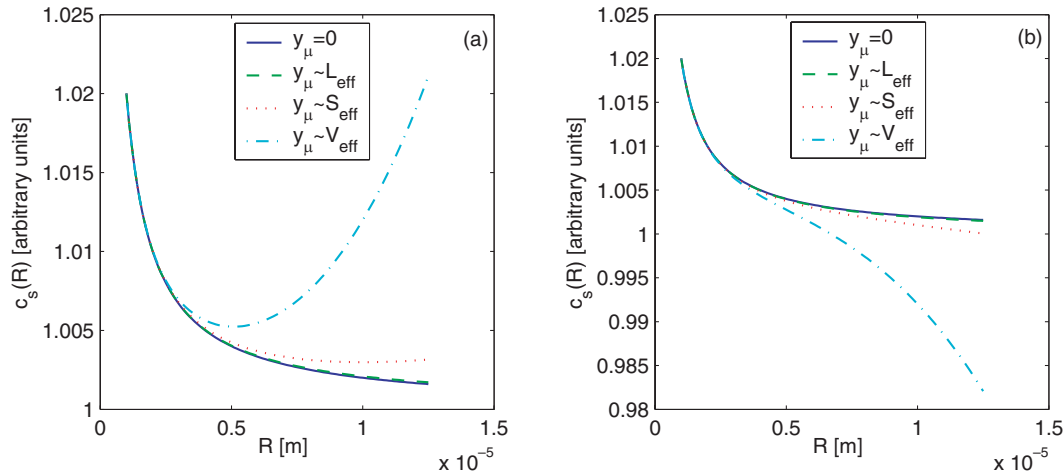 1.025
1.02
1.015
1.01
1.005
1
c_s(R) [arbitrary units]
(a)
y_μ=0
y_μ~L_eff
y_μ~S_eff
y_μ~V_eff
0
0.5
1
1.5
R [m]
x 10^-5
1.025
1.02
1.015
1.01
1.005
1
0.995
0.99
0.985
0.98
c_s(R) [arbitrary units]
(b)
y_μ=0
y_μ~L_eff
y_μ~S_eff
y_μ~V_eff
0
0.5
1
1.5
R [m]
x 10^-5